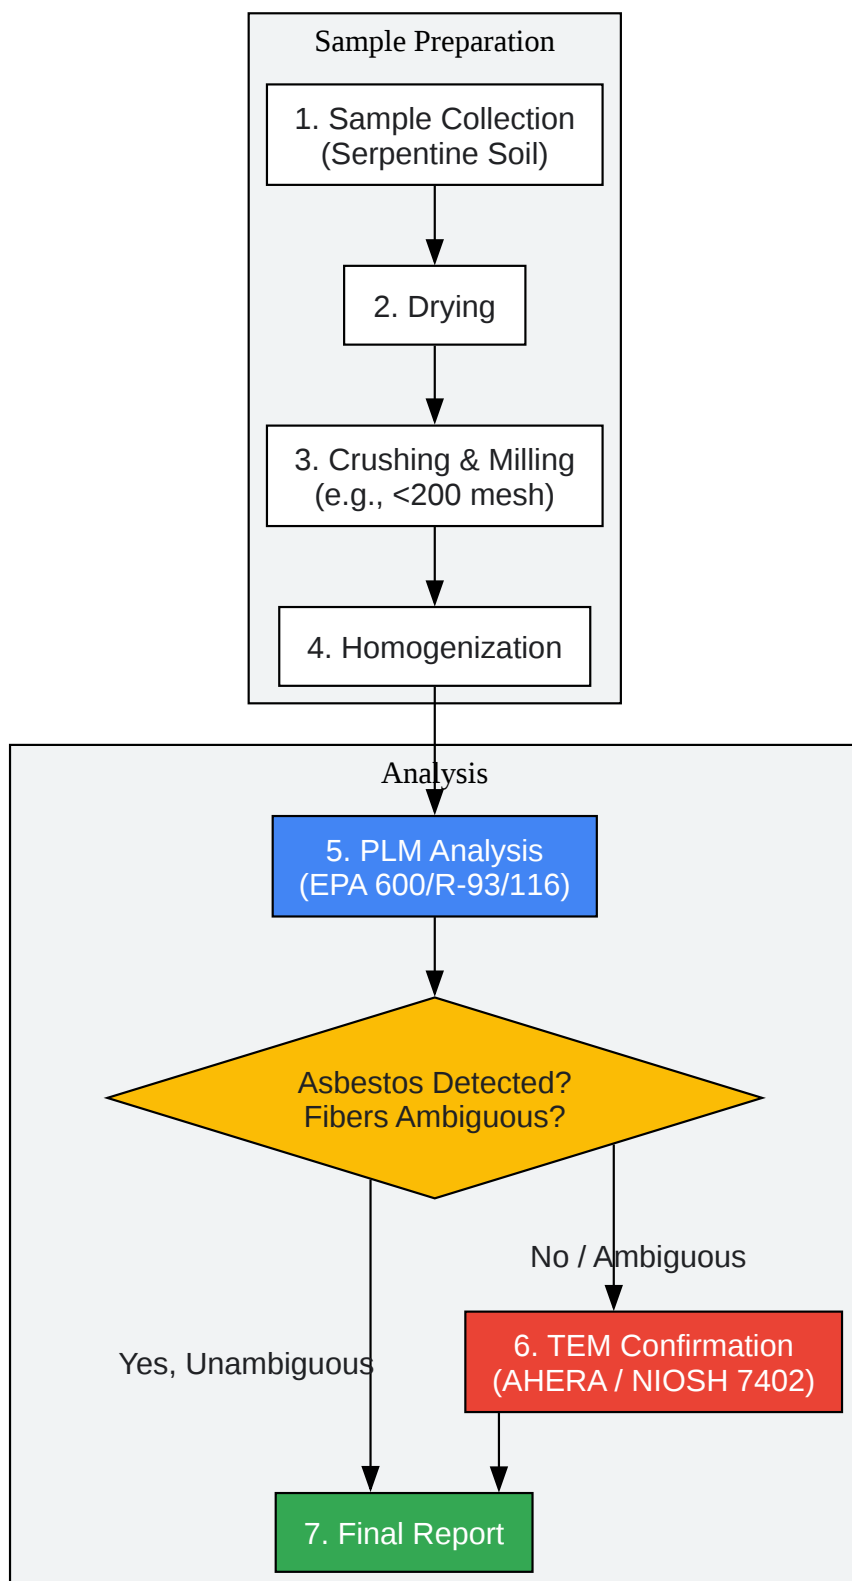 Sample Preparation
1. Sample Collection
(Serpentine Soil)
2. Drying
3. Crushing & Milling
(e.g., <200 mesh)
4. Homogenization
Analysis
5. PLM Analysis
(EPA 600/R-93/116)
Asbestos Detected?
Fibers Ambiguous?
No / Ambiguous
6. TEM Confirmation
(AHERA / NIOSH 7402)
Yes, Unambiguous
7. Final Report